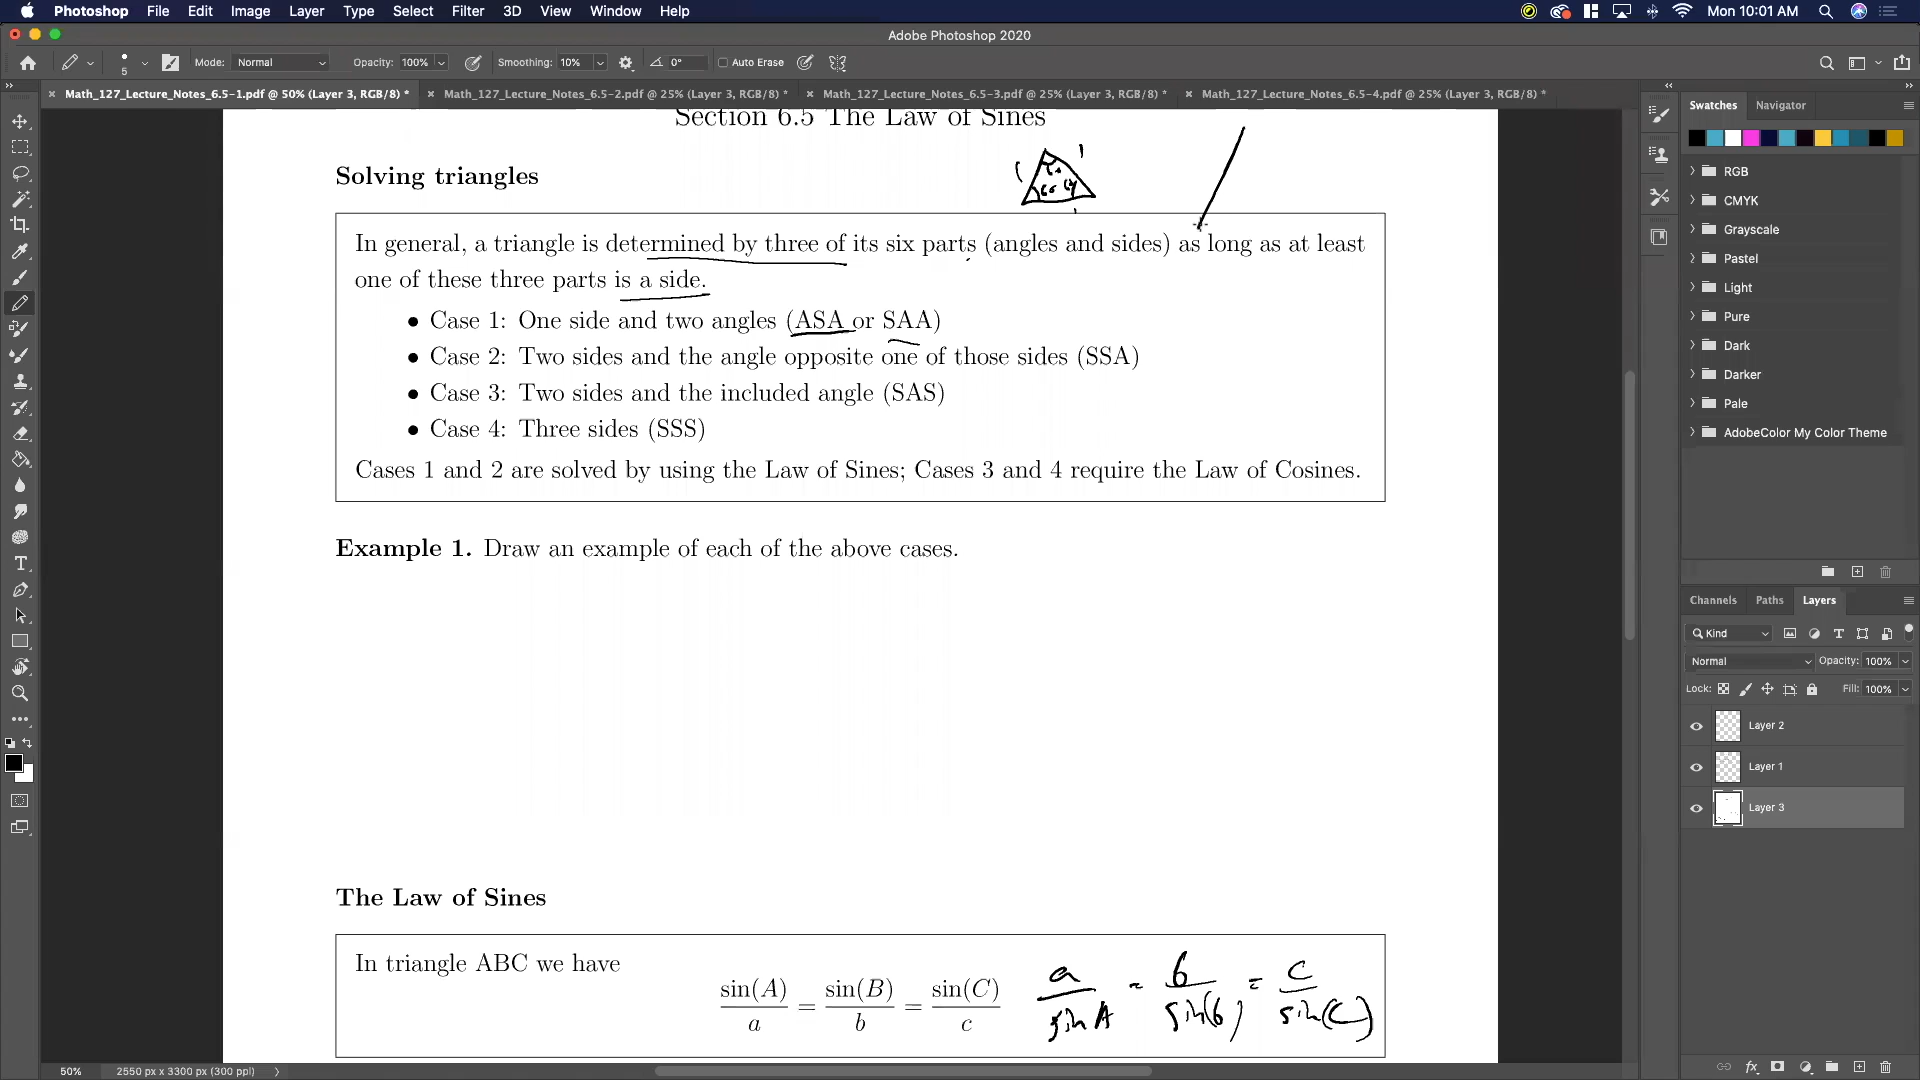 Photoshop File Edit Image Layer Type Select Filter 3D View Window Help Mon 10:01 AM
Adobe Photoshop 2020
5 Mode: Normal Opacity: 100% Smoothing: 10% 0° Auto Erase
Math_127_Lecture_Notes_6.5-1.pdf @ 50% (Layer 3, RGB/8) * Math_127_Lecture_Notes_6.5-2.pdf @ 25% (Layer 3, RGB/8) * Math_127_Lecture_Notes_6.5-3.pdf @ 25% (Layer 3, RGB/8) * Math_127_Lecture_Notes_6.5-4.pdf @ 25% (Layer 3, RGB/8) *
Section 6.5 The Law of Sines
Solving triangles
In general, a triangle is determined by three of its six parts (angles and sides) as long as at least
one of these three parts is a side.
• Case 1: One side and two angles (ASA or SAA)
• Case 2: Two sides and the angle opposite one of those sides (SSA)
• Case 3: Two sides and the included angle (SAS)
• Case 4: Three sides (SSS)
Cases 1 and 2 are solved by using the Law of Sines; Cases 3 and 4 require the Law of Cosines.
Example 1. Draw an example of each of the above cases.
The Law of Sines
In triangle ABC we have
sin(A)/a = sin(B)/b = sin(C)/c
a/sin A = b/sin(b) = c/sin(C)
50% 2550 px x 3300 px (300 ppi)
Swatches Navigator
RGB
CMYK
Grayscale
Pastel
Light
Pure
Dark
Darker
Pale
AdobeColor My Color Theme
Channels Paths Layers
Kind
Normal Opacity: 100%
Lock: Fill: 100%
Layer 2
Layer 1
Layer 3
fx